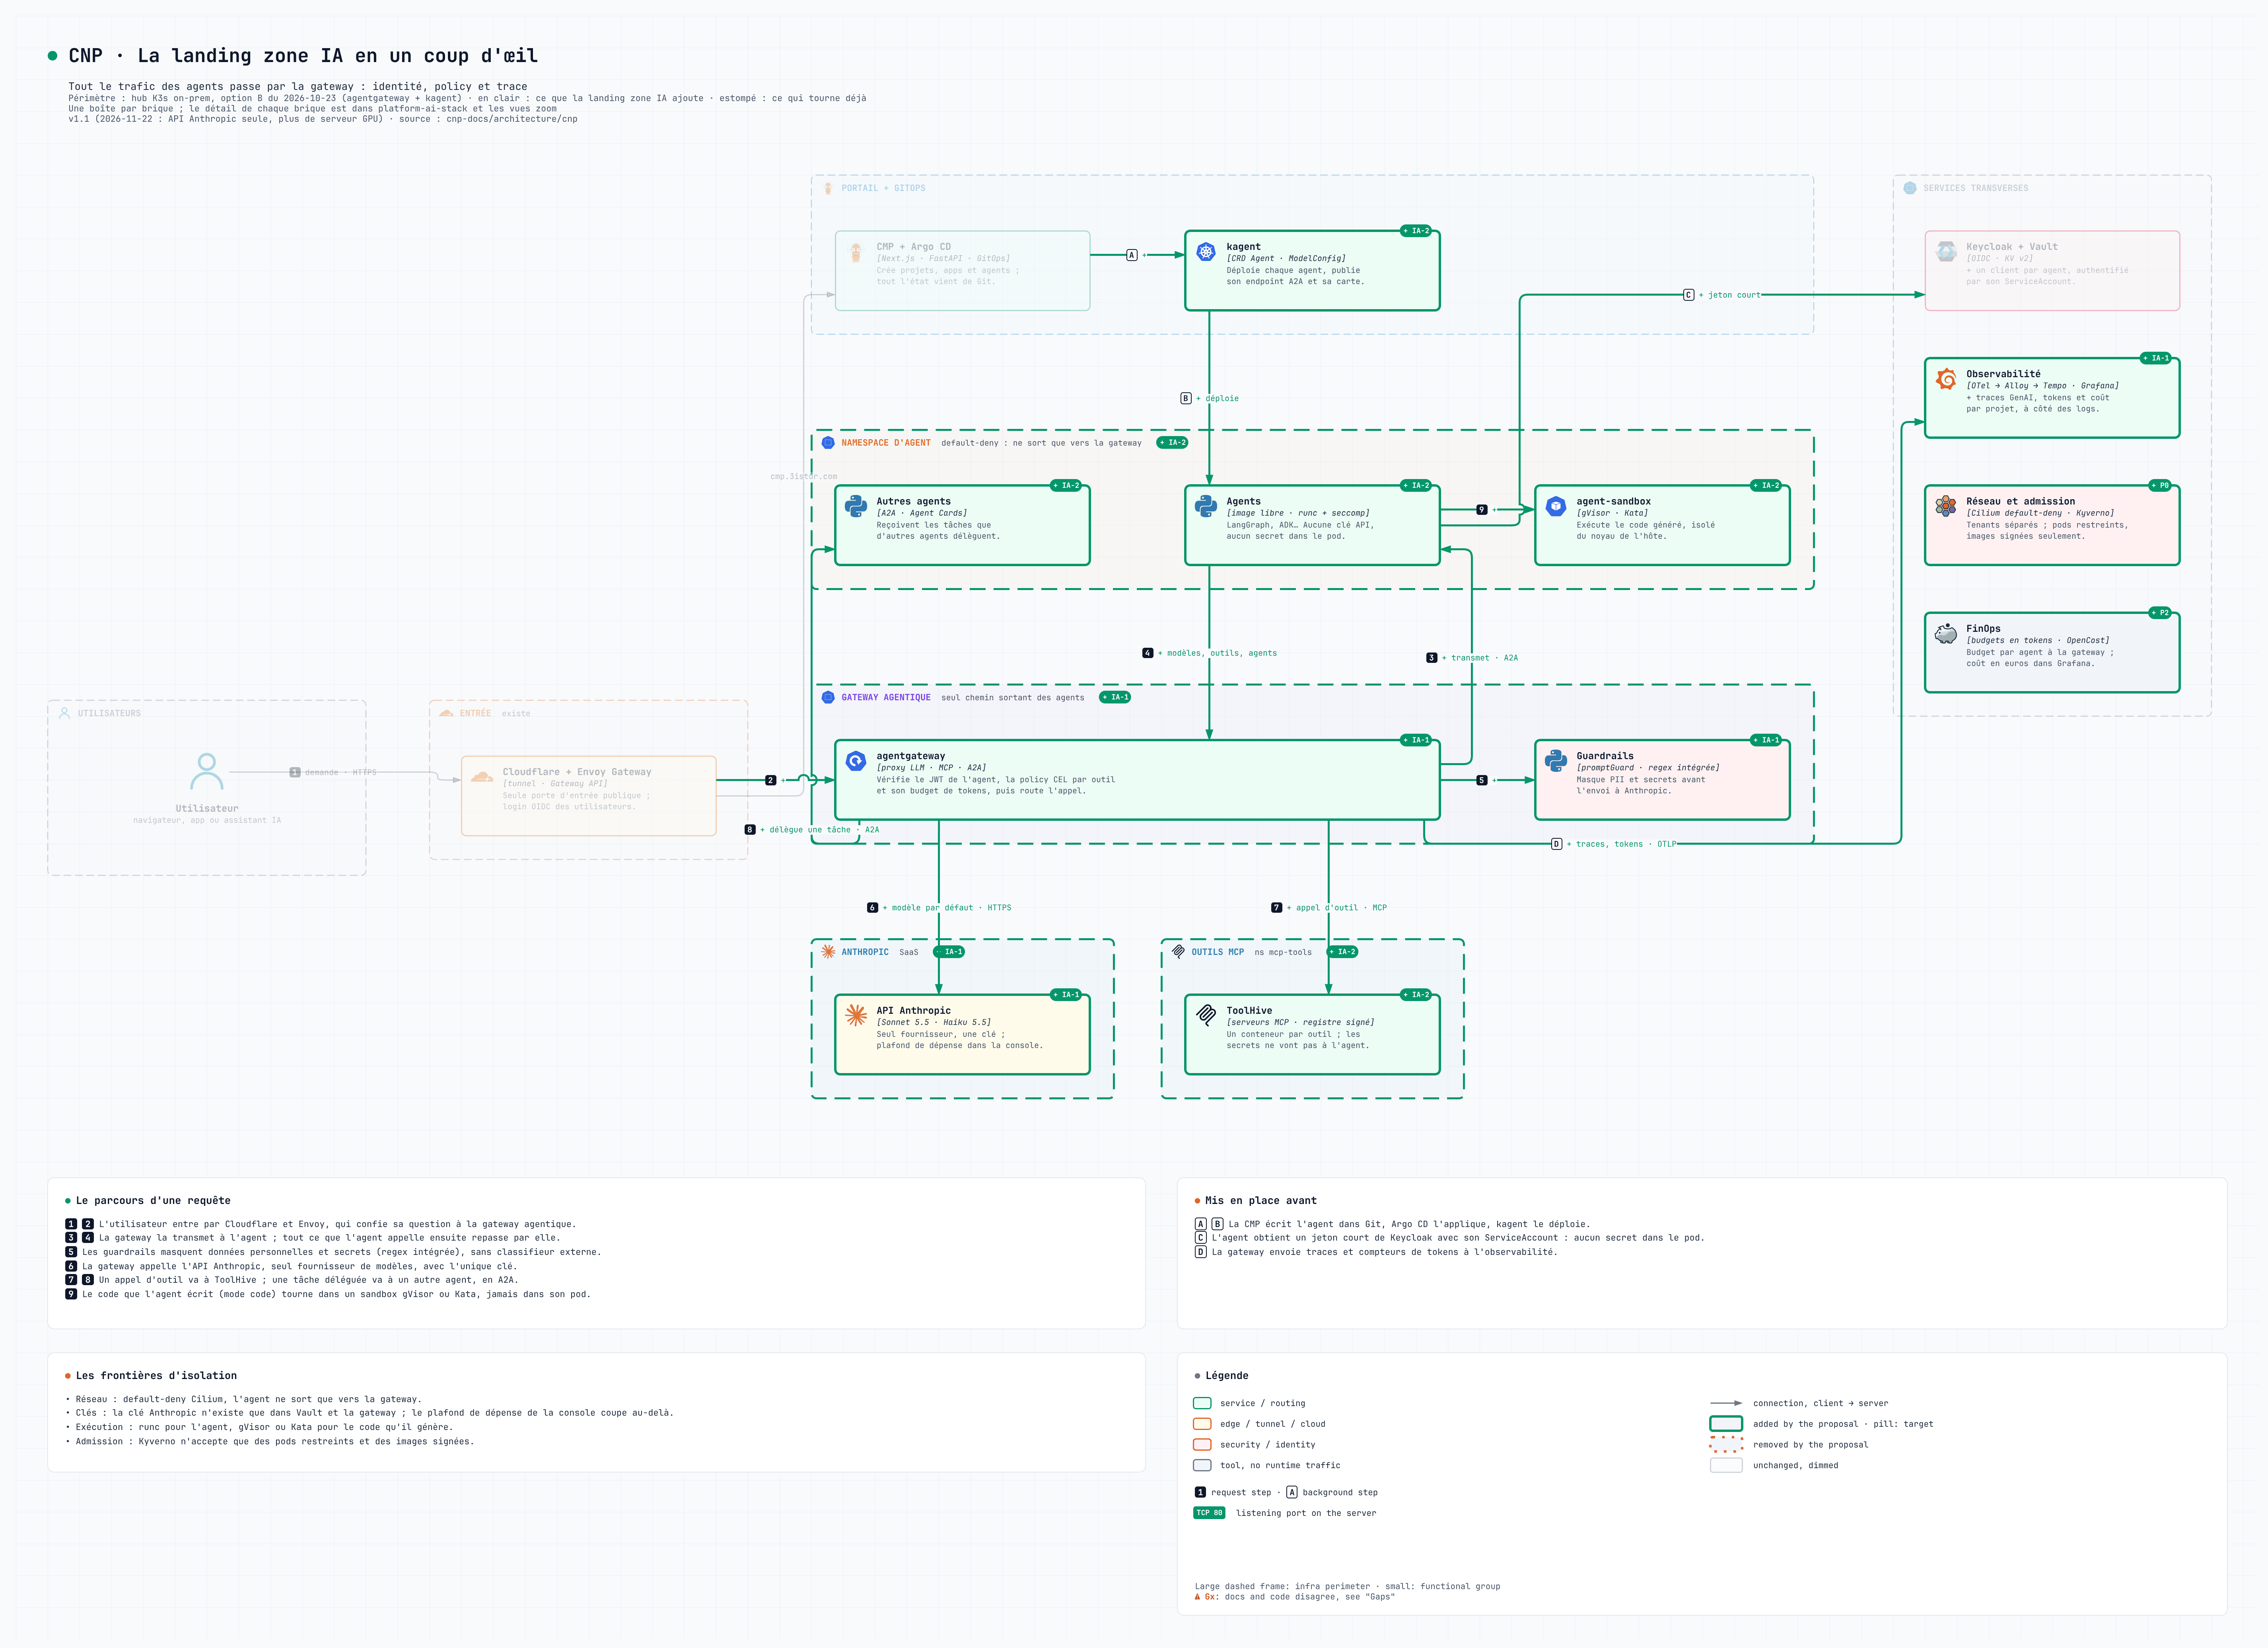 CNP · La landing zone IA en un coup d'œil
Tout le trafic des agents passe par la gateway : identité, policy et trace
Périmètre : hub K3s on-prem, option B du 2026-10-23 (agentgateway + kagent) · en clair : ce que la landing zone IA ajoute · estompé : ce qui tourne déjà
Une boîte par brique ; le détail de chaque brique est dans platform-ai-stack et les vues zoom
v1.1 (2026-11-22 : API Anthropic seule, plus de serveur GPU) · source : cnp-docs/architecture/cnp
PORTAIL + GITOPS
CMP + Argo CD
[Next.js · FastAPI · GitOps]
Crée projets, apps et agents ;
tout l'état vient de Git.
A +
+ IA-2
kagent
[CRD Agent · ModelConfig]
Déploie chaque agent, publie
son endpoint A2A et sa carte.
C + jeton court
SERVICES TRANSVERSES
Keycloak + Vault
[OIDC · KV v2]
+ un client par agent, authentifié
par son ServiceAccount.
+ IA-1
Observabilité
[OTel → Alloy → Tempo · Grafana]
+ traces GenAI, tokens et coût
par projet, à côté des logs.
+ P0
Réseau et admission
[Cilium default-deny · Kyverno]
Tenants séparés ; pods restreints,
images signées seulement.
+ P2
FinOps
[budgets en tokens · OpenCost]
Budget par agent à la gateway ;
coût en euros dans Grafana.
B + déploie
NAMESPACE D'AGENT default-deny : ne sort que vers la gateway + IA-2
cmp.3istor.com
+ IA-2
Autres agents
[A2A · Agent Cards]
Reçoivent les tâches que
d'autres agents délèguent.
+ IA-2
Agents
[image libre · runc + seccomp]
LangGraph, ADK… Aucune clé API,
aucun secret dans le pod.
9 +
+ IA-2
agent-sandbox
[gVisor · Kata]
Exécute le code généré, isolé
du noyau de l'hôte.
4 + modèles, outils, agents
3 + transmet · A2A
UTILISATEURS
1 demande · HTTPS
Utilisateur
navigateur, app ou assistant IA
ENTRÉE existe
Cloudflare + Envoy Gateway
[tunnel · Gateway API]
Seule porte d'entrée publique ;
login OIDC des utilisateurs.
2 +
GATEWAY AGENTIQUE seul chemin sortant des agents + IA-1
+ IA-1
agentgateway
[proxy LLM · MCP · A2A]
Vérifie le JWT de l'agent, la policy CEL par outil
et son budget de tokens, puis route l'appel.
5 +
+ IA-1
Guardrails
[promptGuard · regex intégrée]
Masque PII et secrets avant
l'envoi à Anthropic.
8 + délègue une tâche · A2A
D + traces, tokens · OTLP
6 + modèle par défaut · HTTPS
7 + appel d'outil · MCP
ANTHROPIC SaaS + IA-1
+ IA-1
API Anthropic
[Sonnet 5.5 · Haiku 5.5]
Seul fournisseur, une clé ;
plafond de dépense dans la console.
OUTILS MCP ns mcp-tools + IA-2
+ IA-2
ToolHive
[serveurs MCP · registre signé]
Un conteneur par outil ; les
secrets ne vont pas à l'agent.
Le parcours d'une requête
1 2 L'utilisateur entre par Cloudflare et Envoy, qui confie sa question à la gateway agentique.
3 4 La gateway la transmet à l'agent ; tout ce que l'agent appelle ensuite repasse par elle.
5 Les guardrails masquent données personnelles et secrets (regex intégrée), sans classifier externe.
6 La gateway appelle l'API Anthropic, seul fournisseur de modèles, avec l'unique clé.
7 8 Un appel d'outil va à ToolHive ; une tâche déléguée va à un autre agent, en A2A.
9 Le code que l'agent écrit (mode code) tourne dans un sandbox gVisor ou Kata, jamais dans son pod.
Mis en place avant
A B La CMP écrit l'agent dans Git, Argo CD l'applique, kagent le déploie.
C L'agent obtient un jeton court de Keycloak avec son ServiceAccount : aucun secret dans le pod.
D La gateway envoie traces et compteurs de tokens à l'observabilité.
Les frontières d'isolation
• Réseau : default-deny Cilium, l'agent ne sort que vers la gateway.
• Clés : la clé Anthropic n'existe que dans Vault et la gateway ; le plafond de dépense de la console coupe au-delà.
• Exécution : runc pour l'agent, gVisor ou Kata pour le code qu'il génère.
• Admission : Kyverno n'accepte que des pods restreints et des images signées.
Légende
service / routing
edge / tunnel / cloud
security / identity
tool, no runtime traffic
1 request step · A background step
TCP 80 listening port on the server
connection, client → server
added by the proposal · pill: target
removed by the proposal
unchanged, dimmed
Large dashed frame: infra perimeter · small: functional group
▲ Gx: docs and code disagree, see "Gaps"